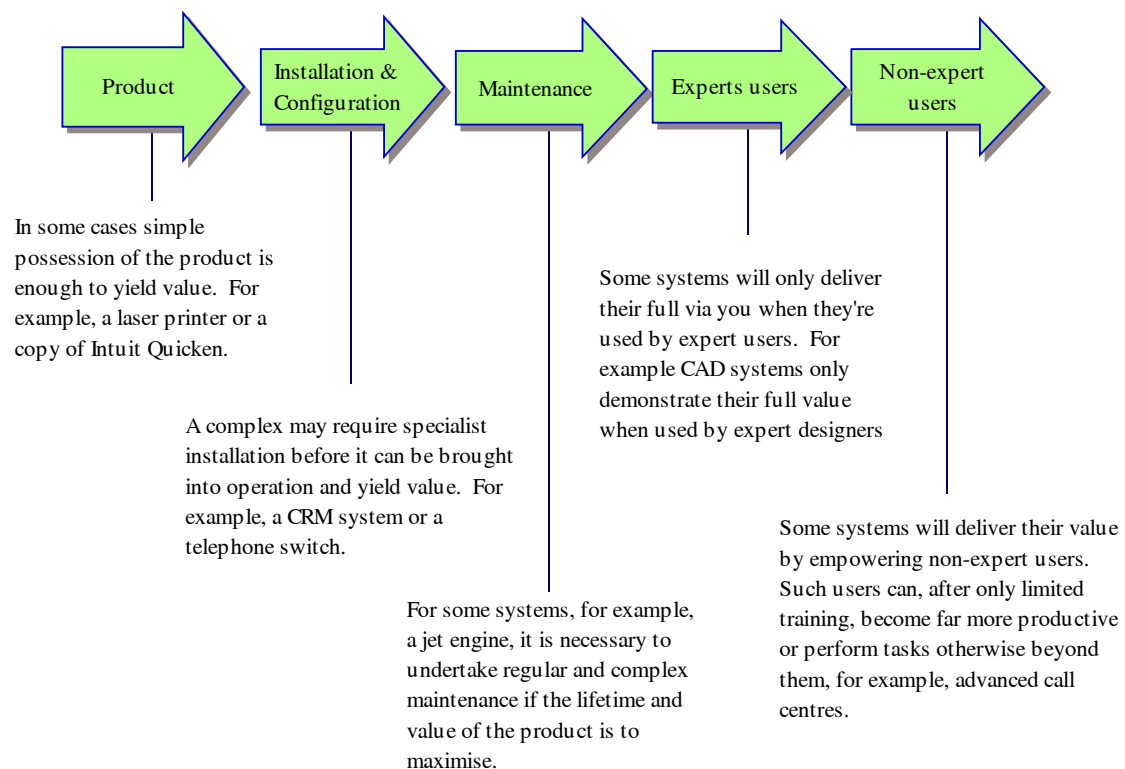 Product
Installation &
Configuration
Maintenance
Experts users
Non-expert
users
In some cases simple
possession of the product is
enough to yield value.  For
example, a laser printer or a
copy of Intuit Quicken.
A complex may require specialist
installation before it can be brought
into operation and yield value.  For
example, a CRM system or a
telephone switch.
For some systems, for example,
a jet engine, it is necessary to
undertake regular and complex
maintenance if the lifetime and
value of the product is to
maximise.
Some systems will only deliver
their full via you when they're
used by expert users.  For
example CAD systems only
demonstrate their full value
when used by expert designers
Some systems will deliver their value
by empowering non-expert users.
Such users can, after only limited
training, become far more productive
or perform tasks otherwise beyond
them, for example, advanced call
centres.